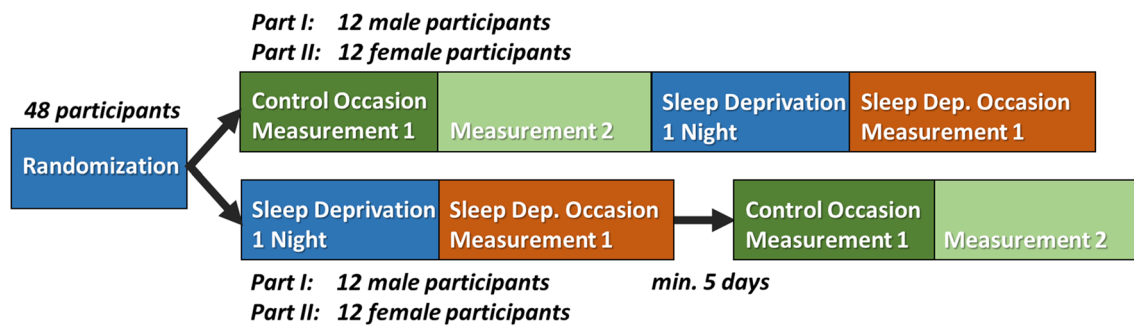 Part I: 12 male participants
Part II: 12 female participants
48 participants
Randomization
Control Occasion
Measurement 1
Measurement 2
Sleep Deprivation
1 Night
Sleep Dep. Occasion
Measurement 1
Sleep Deprivation
1 Night
Sleep Dep. Occasion
Measurement 1
Control Occasion
Measurement 1
Measurement 2
Part I: 12 male participants
Part II: 12 female participants
min. 5 days